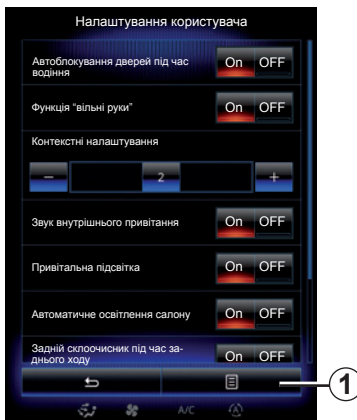 Налаштування користувача
Автоблокування дверей під час
водіння
On OFF
Функція “вільні руки”
On OFF
Контекстні налаштування
− 2 +
Звук внутрішнього привітання
On OFF
Привітальна підсвітка
On OFF
Автоматичне освітлення салону
On OFF
Задній склоочисник під час за-
днього ходу
On OFF
1
A/C
A